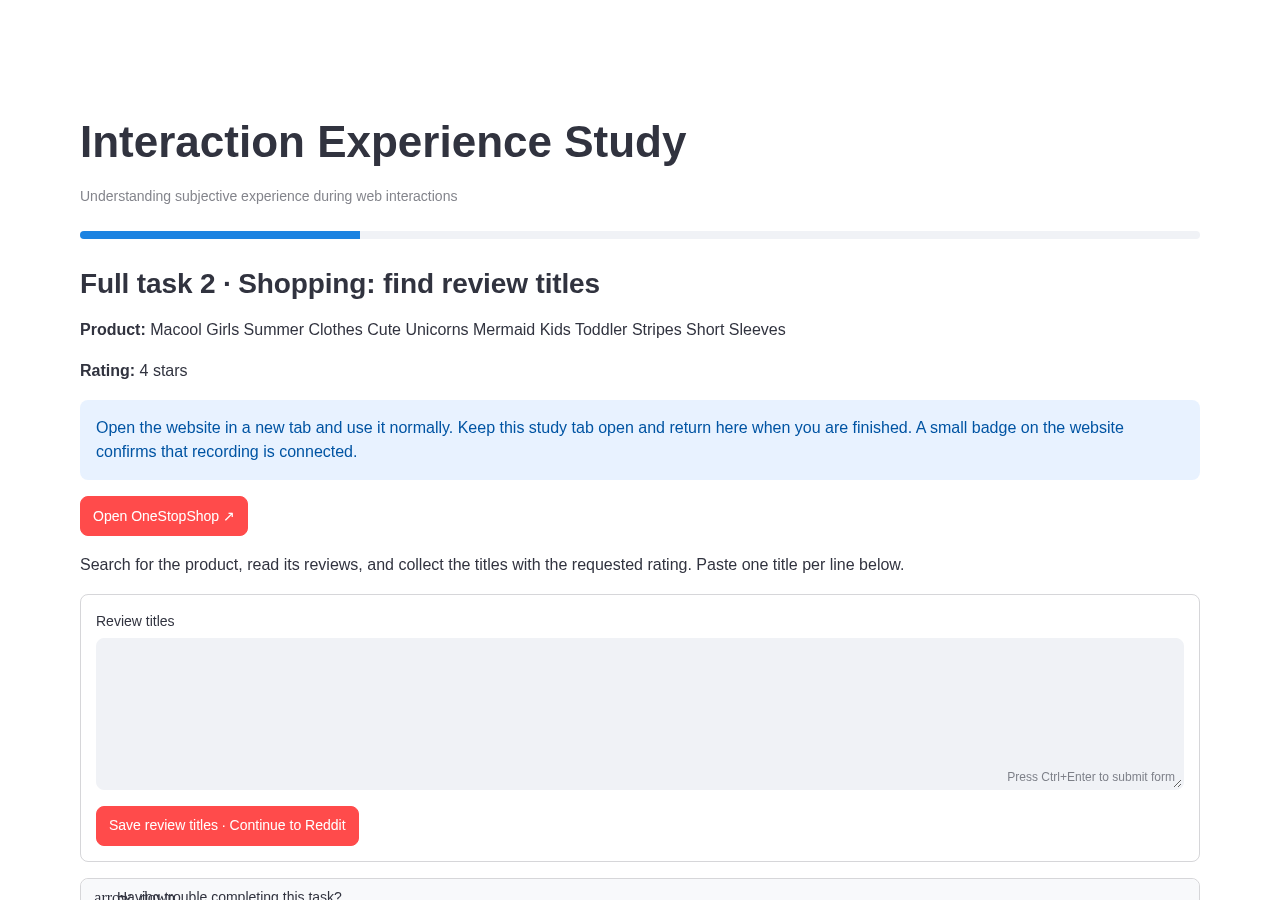 Interaction Experience Study
Understanding subjective experience during web interactions
Full task 2 · Shopping: find review titles
Product: Macool Girls Summer Clothes Cute Unicorns Mermaid Kids Toddler Stripes Short Sleeves
Rating: 4 stars
Open the website in a new tab and use it normally. Keep this study tab open and return here when you are finished. A small badge on the website
confirms that recording is connected.
Open OneStopShop ↗
Search for the product, read its reviews, and collect the titles with the requested rating. Paste one title per line below.
Review titles
Press Ctrl+Enter to submit form
Save review titles · Continue to Reddit
Having trouble completing this task?